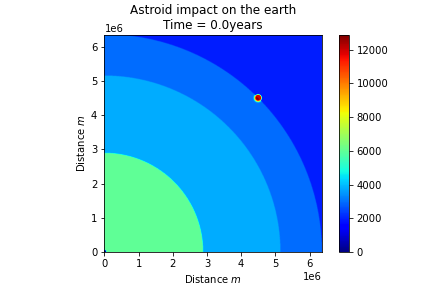 Astroid impact on the earth
Time = 0.0years
1e6
6
5
4
3
2
1
0
Distance m
0 1 2 3 4 5 6
1e6
Distance m
12000
10000
8000
6000
4000
2000
0